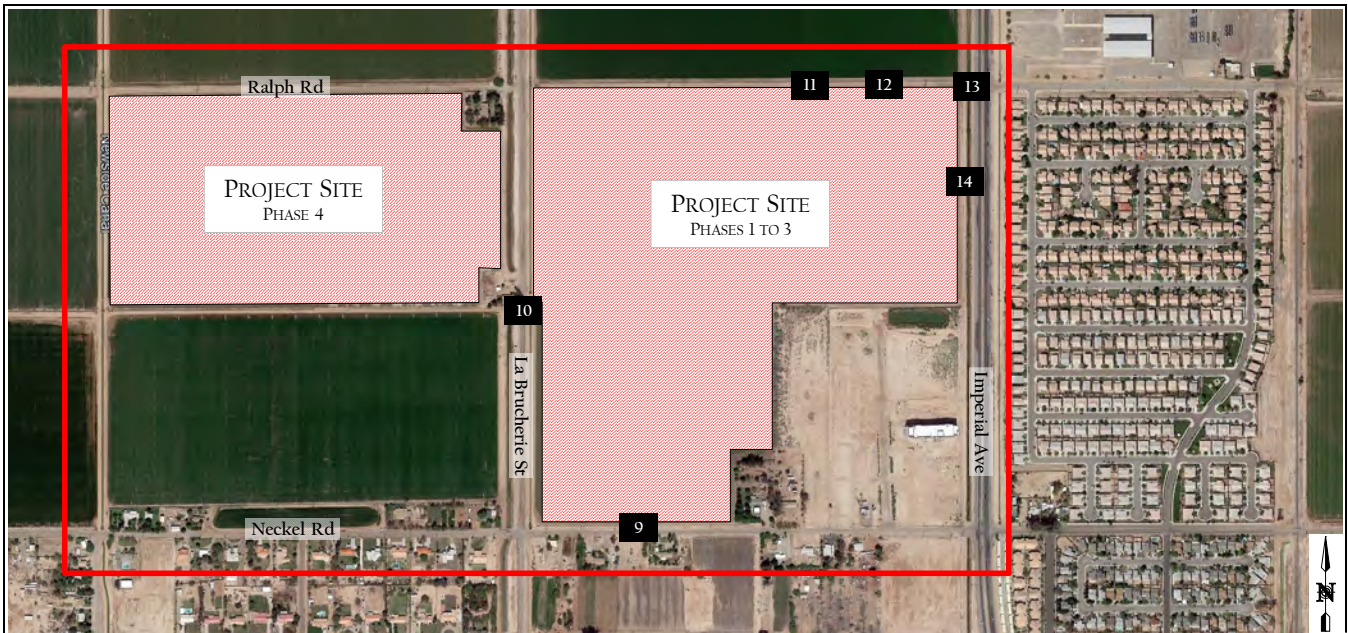 Ralph Rd
11
12
13
PROJECT SITE
PHASE 4
PROJECT SITE
PHASES 1 TO 3
14
10
La Brucherie St
Imperial Ave
Neckel Rd
9
N